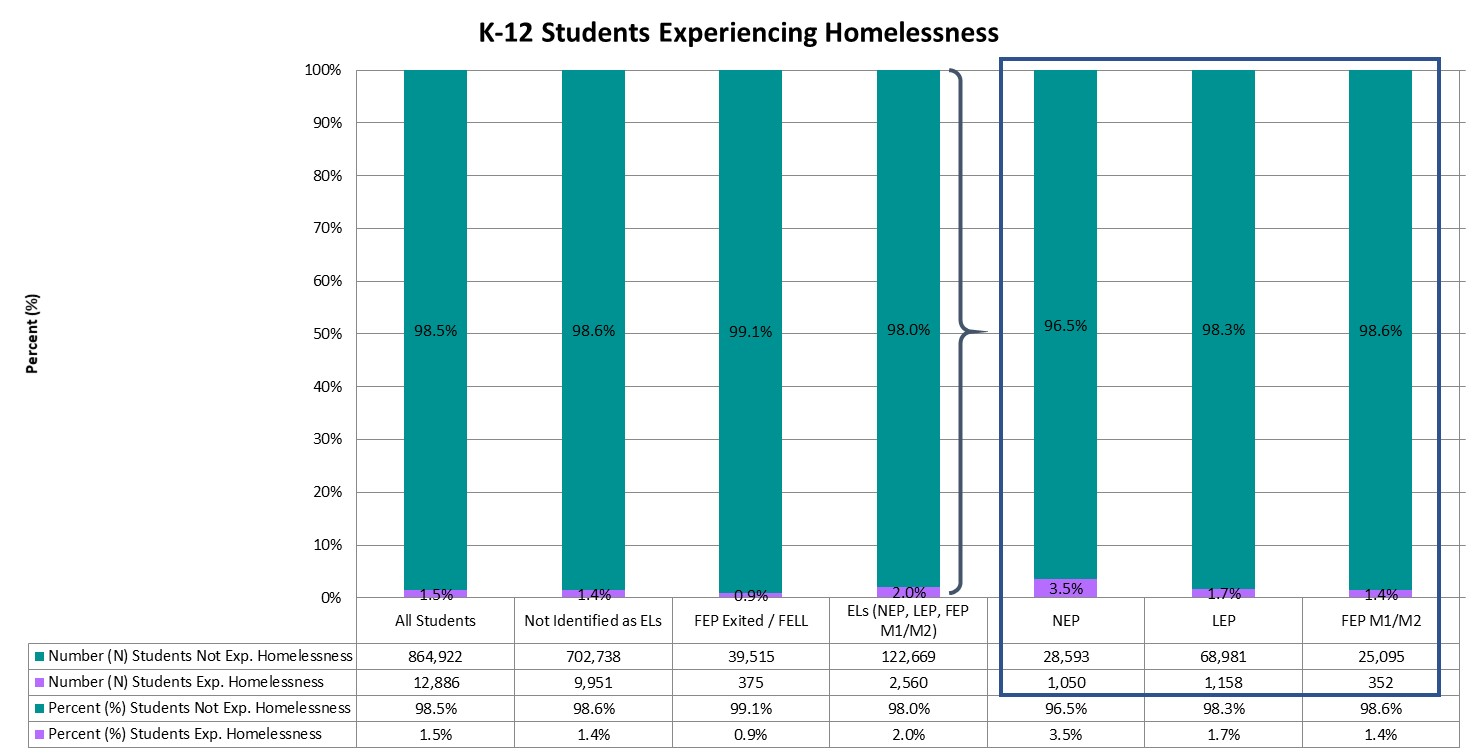 K-12 Students Experiencing Homelessness
Percent (%)
100%
90%
80%
70%
60%
50%
40%
30%
20%
10%
0%
98.5% 98.6% 99.1% 98.0% 96.5% 98.3% 98.6%
1.5% 1.4% 0.9% 2.0% 3.5% 1.7% 1.4%
All Students Not Identified as ELs FEP Exited / FELL ELs (NEP, LEP, FEP M1/M2) NEP LEP FEP M1/M2
Number (N) Students Not Exp. Homelessness 864,922 702,738 39,515 122,669 28,593 68,981 25,095
Number (N) Students Exp. Homelessness 12,886 9,951 375 2,560 1,050 1,158 352
Percent (%) Students Not Exp. Homelessness 98.5% 98.6% 99.1% 98.0% 96.5% 98.3% 98.6%
Percent (%) Students Exp. Homelessness 1.5% 1.4% 0.9% 2.0% 3.5% 1.7% 1.4%